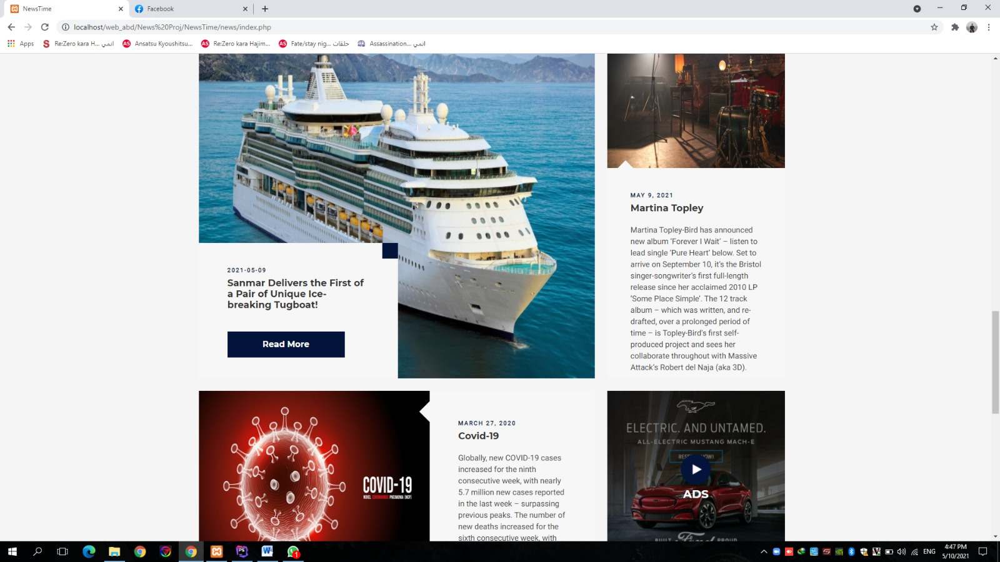 NewsTime
Facebook
localhost/web_abd/News%20Proj/NewsTime/news/index.php
Apps
Re:Zero kara H... انمي
Ansatsu Kyoushitsu...
Re:Zero kara Hajim...
Fate/stay nig... حلقات
Assassination... انمي
2021-05-09
Sanmar Delivers the First of
a Pair of Unique Ice-
breaking Tugboat!
Read More
MAY 9, 2021
Martina Topley
Martina Topley-Bird has announced
new album ‘Forever I Wait’ – listen to
lead single ‘Pure Heart’ below. Set to
arrive on September 10, it’s the Bristol
singer-songwriter’s first full-length
release since her acclaimed 2010 LP
‘Some Place Simple’. The 12 track
album – which was written, and re-
drafted, over a prolonged period of
time – is Topley-Bird’s first self-
produced project and sees her
collaborate throughout with Massive
Attack’s Robert del Naja (aka 3D).
COVID-19
NOVEL CORONAVIRUS PNEUMONIA (NCP)
MARCH 27, 2020
Covid-19
Globally, new COVID-19 cases
increased for the ninth
consecutive week, with nearly
5.7 million new cases reported
in the last week – surpassing
previous peaks. The number of
new deaths increased for the
sixth consecutive week, with
ELECTRIC. AND UNTAMED.
ALL-ELECTRIC MUSTANG MACH-E
ADS
BUILT Ford PROUD
ENG
4:47 PM
5/10/2021